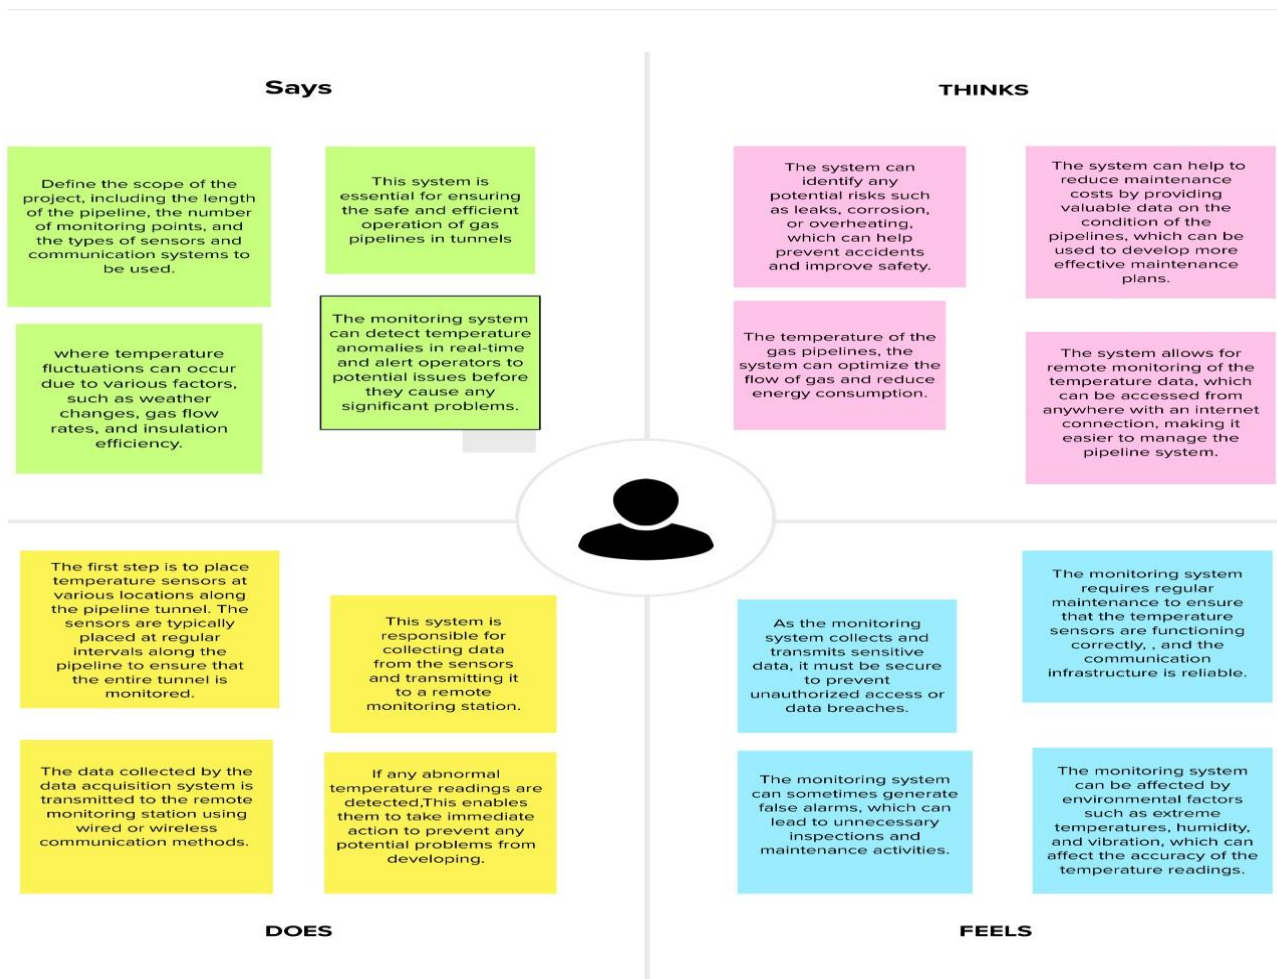 Says
Define the scope of the
project, including the length
of the pipeline, the number
of monitoring points, and
the types of sensors and
communication systems to
be used.
This system is
essential for ensuring
the safe and efficient
operation of gas
pipelines in tunnels
where temperature
fluctuations can occur
due to various factors,
such as weather
changes, gas flow
rates, and insulation
efficiency.
The monitoring system
can detect temperature
anomalies in real-time
and alert operators to
potential issues before
they cause any
significant problems.
THINKS
The system can
identify any
potential risks such
as leaks, corrosion,
or overheating,
which can help
prevent accidents
and improve safety.
The system can help to
reduce maintenance
costs by providing
valuable data on the
condition of the
pipelines, which can be
used to develop more
effective maintenance
plans.
The temperature of the
gas pipelines, the
system can optimize the
flow of gas and reduce
energy consumption.
The system allows for
remote monitoring of the
temperature data, which
can be accessed from
anywhere with an internet
connection, making it
easier to manage the
pipeline system.
The first step is to place
temperature sensors at
various locations along
the pipeline tunnel. The
sensors are typically
placed at regular
intervals along the
pipeline to ensure that
the entire tunnel is
monitored.
This system is
responsible for
collecting data
from the sensors
and transmitting it
to a remote
monitoring station.
The data collected by the
data acquisition system is
transmitted to the remote
monitoring station using
wired or wireless
communication methods.
If any abnormal
temperature readings are
detected,This enables
them to take immediate
action to prevent any
potential problems from
developing.
DOES
As the monitoring
system collects and
transmits sensitive
data, it must be secure
to prevent
unauthorized access or
data breaches.
The monitoring system
requires regular
maintenance to ensure
that the temperature
sensors are functioning
correctly, , and the
communication
infrastructure is reliable.
The monitoring system
can sometimes generate
false alarms, which can
lead to unnecessary
inspections and
maintenance activities.
The monitoring system
can be affected by
environmental factors
such as extreme
temperatures, humidity,
and vibration, which can
affect the accuracy of the
temperature readings.
FEELS